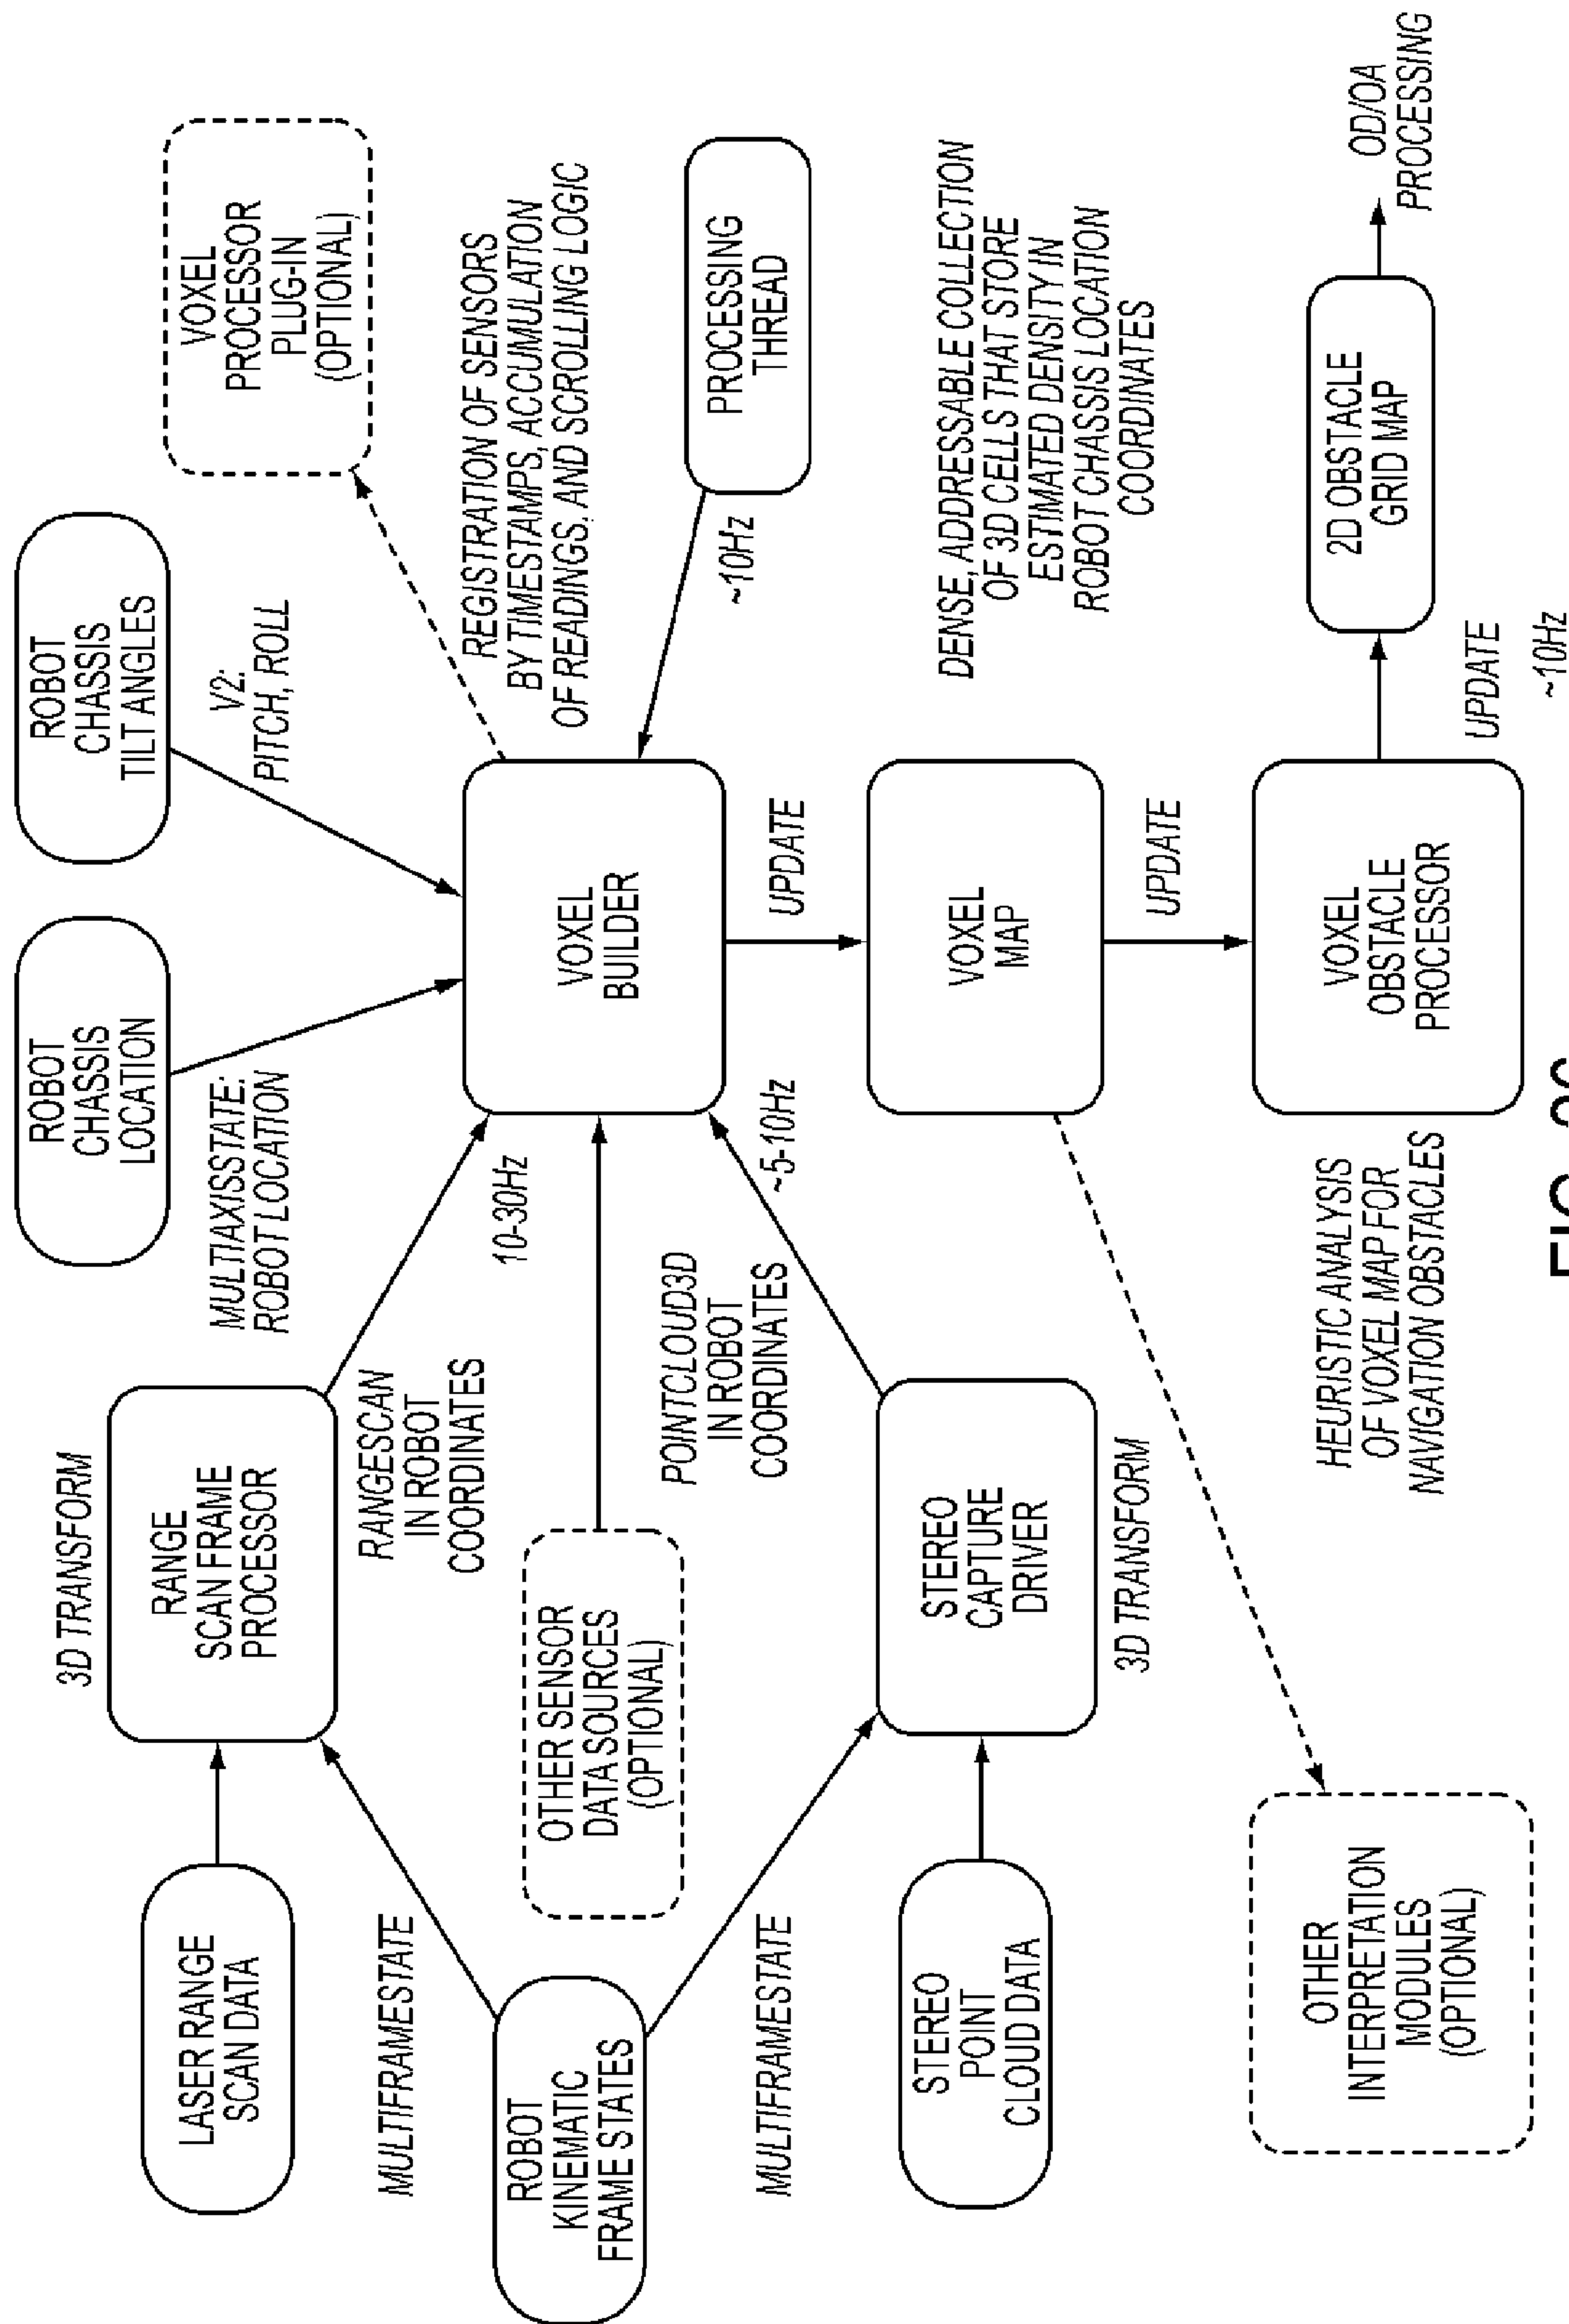 ROBOT
CHASSIS
LOCATION
ROBOT
CHASSIS
TILT ANGLES
MULTIAXISSTATE:
ROBOT LOCATION
V2:
PITCH, ROLL
VOXEL
PROCESSOR
PLUG-IN
(OPTIONAL)
3D TRANSFORM
LASER RANGE
SCAN DATA
RANGE
SCAN FRAME
PROCESSOR
MULTIFRAMESTATE
RANGESCAN
IN ROBOT
COORDINATES
10-30Hz
ROBOT
KINEMATIC
FRAME STATES
OTHER SENSOR
DATA SOURCES
(OPTIONAL)
VOXEL
BUILDER
REGISTRATION OF SENSORS
BY TIMESTAMPS, ACCUMULATION
OF READINGS, AND SCROLLING LOGIC
PROCESSING
THREAD
~10Hz
POINTCLOUD3D
IN ROBOT
COORDINATES
~5-10Hz
MULTIFRAMESTATE
UPDATE
STEREO
POINT
CLOUD DATA
STEREO
CAPTURE
DRIVER
3D TRANSFORM
VOXEL
MAP
DENSE, ADDRESSABLE COLLECTION
OF 3D CELLS THAT STORE
ESTIMATED DENSITY IN
ROBOT CHASSIS LOCATION
COORDINATES
UPDATE
OTHER
INTERPRETATION
MODULES
(OPTIONAL)
HEURISTIC ANALYSIS
OF VOXEL MAP FOR
NAVIGATION OBSTACLES
VOXEL
OBSTACLE
PROCESSOR
UPDATE
~10Hz
2D OBSTACLE
GRID MAP
OD/OA
PROCESSING